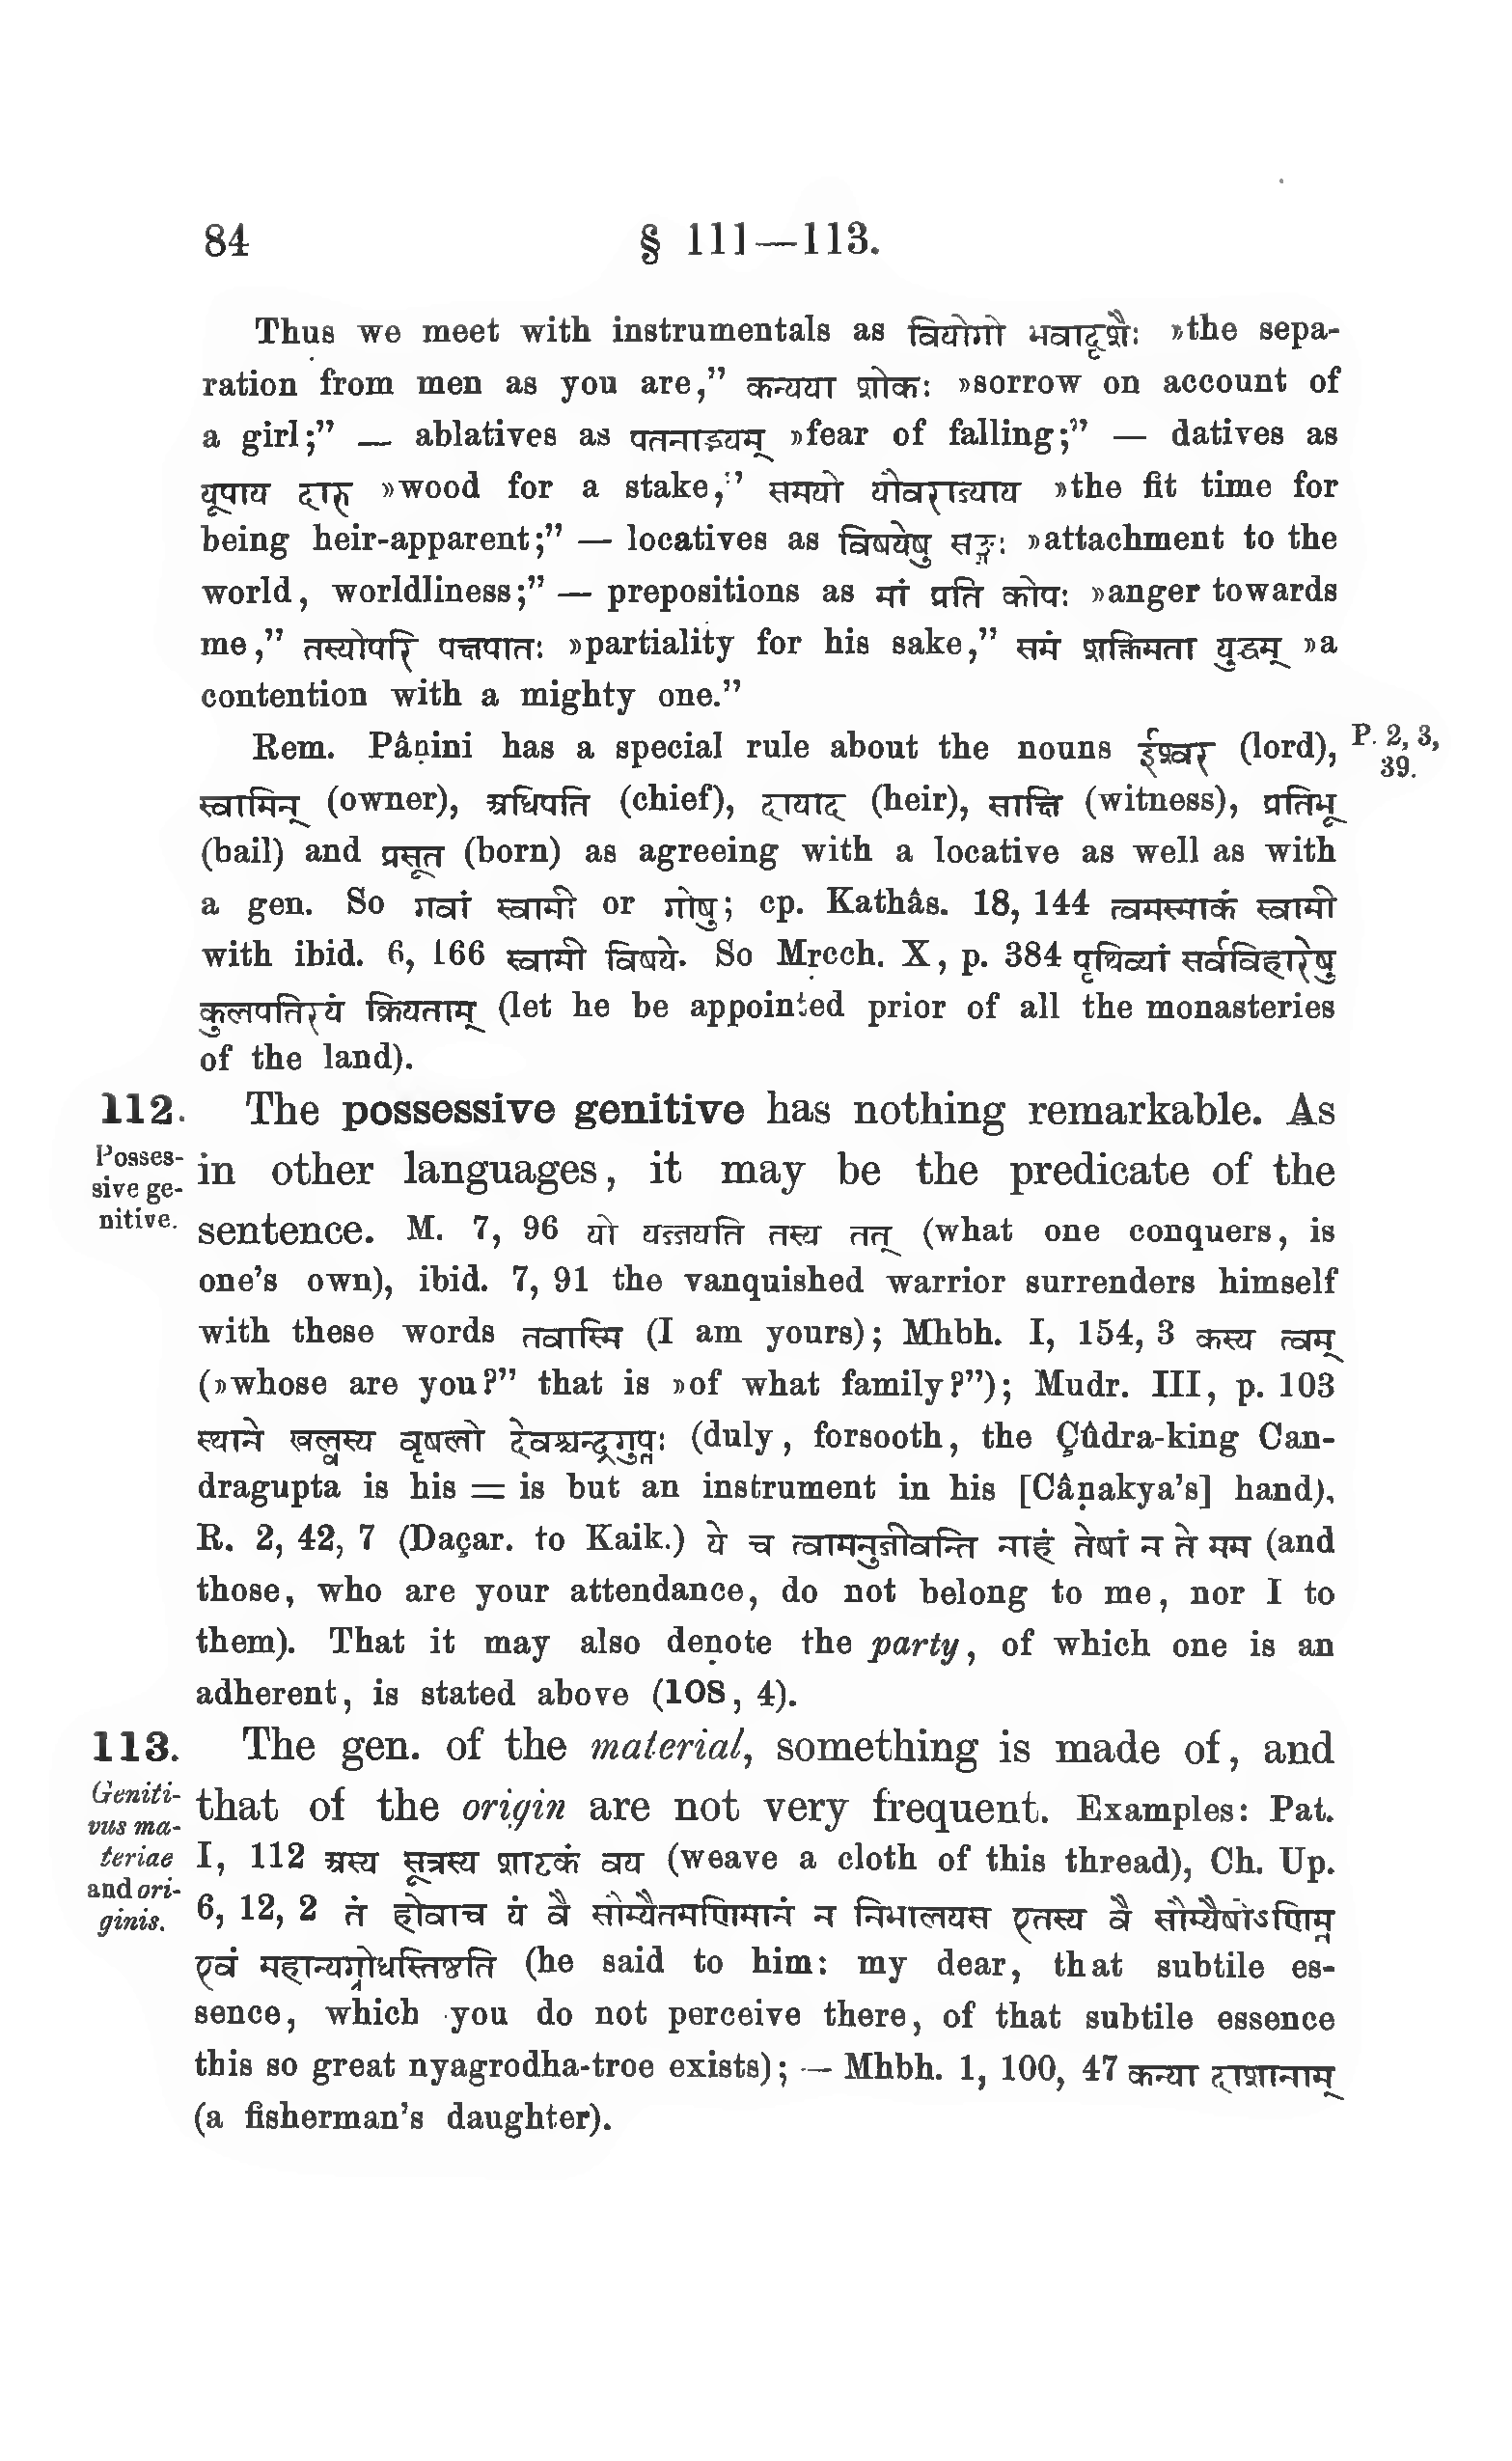 84 § 111—113.
Thus we meet with instrumentals as वियोगो भवादृशैः »the sepa-
ration from men as you are,” कन्यया शोकः »sorrow on account of
a girl;” — ablatives as पतनाद्भयम् »fear of falling;” — datives as
यूपाय दारु »wood for a stake,” समयो यौवराज्याय »the fit time for
being heir-apparent;” — locatives as विषयेषु सङ्गः »attachment to the
world, worldliness;” — prepositions as मां प्रति कोपः »anger towards
me,” तस्योपरि पक्षपातः »partiality for his sake,” समं शक्तिमता युद्धम् »a
contention with a mighty one.”
Rem. Pâṇini has a special rule about the nouns ईश्वर (lord), P. 2, 3,
39.
स्वामिन् (owner), अधिपति (chief), दायाद (heir), साक्षि (witness), प्रतिभू
(bail) and प्रसूत (born) as agreeing with a locative as well as with
a gen. So गवां स्वामी or गोषु; cp. Kathâs. 18, 144 त्वमस्माकं स्वामी
with ibid. 6, 166 स्वामी विषये. So Mṛcch. X, p. 384 पृथिव्यां सर्वविहारेषु
कुलपतिरयं क्रियताम् (let he be appointed prior of all the monasteries
of the land).
112. The possessive genitive has nothing remarkable. As
Posses-
sive ge-
nitive.
in other languages, it may be the predicate of the
sentence. M. 7, 96 यो यज्जयति तस्य तत् (what one conquers, is
one’s own), ibid. 7, 91 the vanquished warrior surrenders himself
with these words तवास्मि (I am yours); Mhbh. I, 154, 3 कस्य त्वम्
(»whose are you?” that is »of what family?”); Mudr. III, p. 103
स्थाने खल्वस्य वृषलो देवश्चन्द्रगुप्तः (duly, forsooth, the Çûdra-king Can-
dragupta is his = is but an instrument in his [Câṇakya’s] hand),
R. 2, 42, 7 (Daçar. to Kaik.) ये च त्वामनुजीवन्ति नाहं तेषां न ते मम (and
those, who are your attendance, do not belong to me, nor I to
them). That it may also denote the party, of which one is an
adherent, is stated above (108, 4).
113. The gen. of the material, something is made of, and
Geniti-
vus ma-
teriae
and ori-
ginis.
that of the origin are not very frequent. Examples: Pat.
I, 112 अस्य सूत्रस्य शाटकं वय (weave a cloth of this thread), Ch. Up.
6, 12, 2 तं होवाच यं वै सोम्यैतमणिमानं न निभालयस एतस्य वै सोम्यैषोऽणिम्न
एवं महान्यग्रोधस्तिष्ठति (he said to him: my dear, that subtile es-
sence, which you do not perceive there, of that subtile essence
this so great nyagrodha-troe exists); — Mhbh. 1, 100, 47 कन्या दाशानाम्
(a fisherman’s daughter).